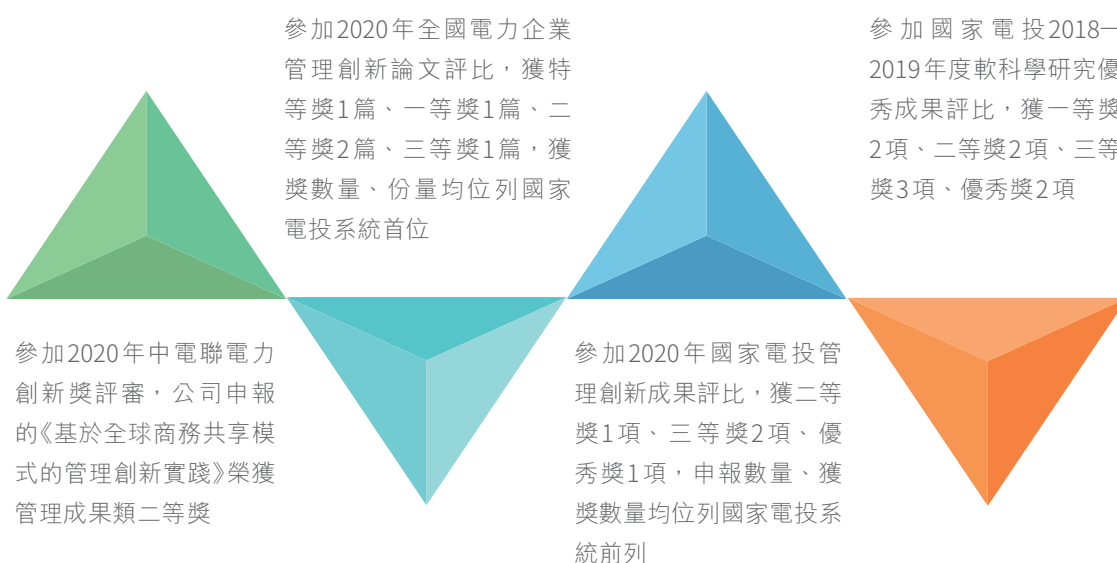 參加2020年全國電力企業
管理創新論文評比，獲特
等獎1篇、一等獎1篇、二
等獎2篇、三等獎1篇，獲
獎數量、份量均位列國家
電投系統首位
參加國家電投2018—
2019年度軟科學研究優
秀成果評比，獲一等獎
2項、二等獎2項、三等
獎3項、優秀獎2項
參加2020年中電聯電力
創新獎評審，公司申報
的《基於全球商務共享模
式的管理創新實踐》榮獲
管理成果類二等獎
參加2020年國家電投管
理創新成果評比，獲二等
獎1項、三等獎2項、優
秀獎1項，申報數量、獲
獎數量均位列國家電投系
統前列